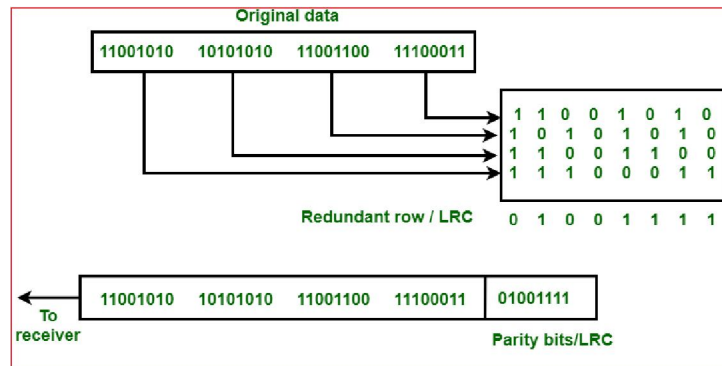 Original data
11001010 10101010 11001100 11100011
1 1 0 0 1 0 1 0
1 0 1 0 1 0 1 0
1 1 0 0 1 1 0 0
1 1 1 0 0 0 1 1
Redundant row / LRC 0 1 0 0 1 1 1 1
11001010 10101010 11001100 11100011 01001111
To
receiver
Parity bits/LRC